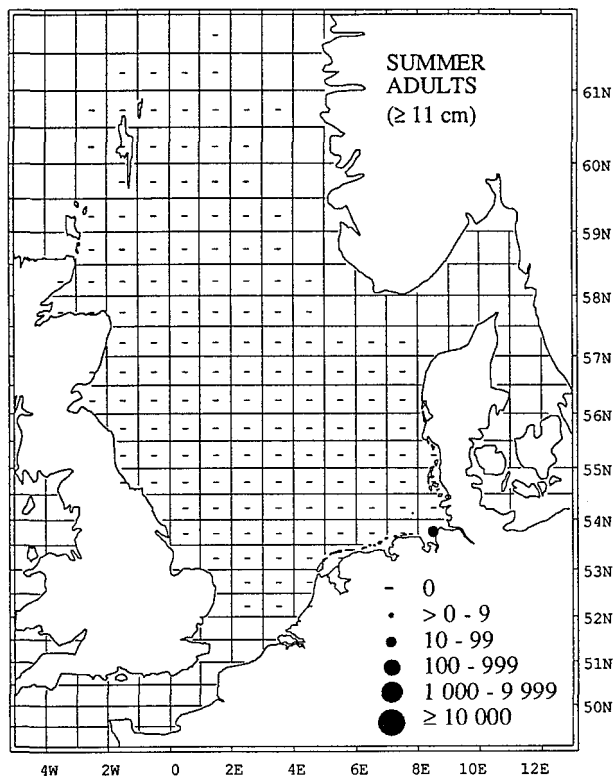 SUMMER
ADULTS
(≥ 11 cm)
61N
60N
59N
58N
57N
56N
55N
54N
53N
52N
51N
50N
- 0
> 0 - 9
10 - 99
100 - 999
1 000 - 9 999
≥ 10 000
4W 2W 0 2E 4E 6E 8E 10E 12E